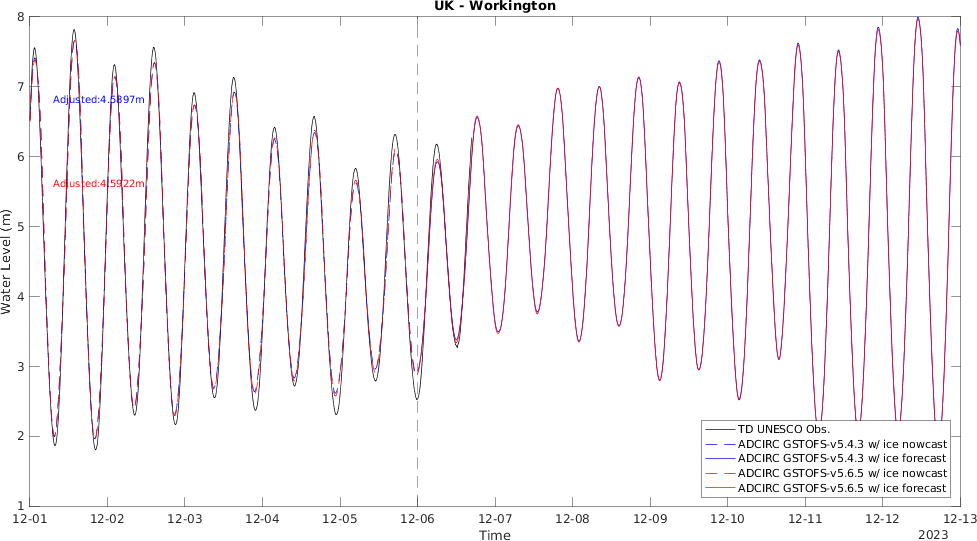 UK - Workington
8
7
6
5
4
3
2
1
Water Level (m)
Adjusted:4.5897m
Adjusted:4.5922m
TD UNESCO Obs.
ADCIRC GSTOFS-v5.4.3 w/ ice nowcast
ADCIRC GSTOFS-v5.4.3 w/ ice forecast
ADCIRC GSTOFS-v5.6.5 w/ ice nowcast
ADCIRC GSTOFS-v5.6.5 w/ ice forecast
12-01 12-02 12-03 12-04 12-05 12-06 12-07 12-08 12-09 12-10 12-11 12-12 12-13
Time
2023